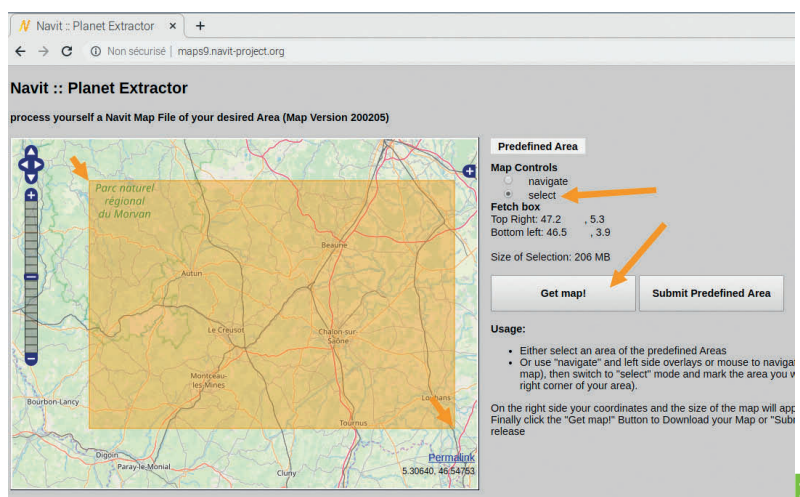 Navit :: Planet Extractor × +
Non sécurisé | maps9.navit-project.org
Navit :: Planet Extractor
process yourself a Navit Map File of your desired Area (Map Version 200205)
Parc naturel
régional
du Morvan
Beaune
Autun
Le Creusot
Chalon-sur-
Saône
Montceau-
les-Mines
Bourbon-Lancy
Louhans
Tournus
Digoin
Paray-le-Monial
Cluny
Permalink
5.30640, 46.54753
Predefined Area
Map Controls
navigate
select
Fetch box
Top Right: 47.2 , 5.3
Bottom left: 46.5 , 3.9
Size of Selection: 206 MB
Get map! Submit Predefined Area
Usage:
• Either select an area of the predefined Areas
• Or use "navigate" and left side overlays or mouse to navigat
map), then switch to "select" mode and mark the area you w
right corner of your area).
On the right side your coordinates and the size of the map will app
Finally click the "Get map!" Button to Download your Map or "Subr
release